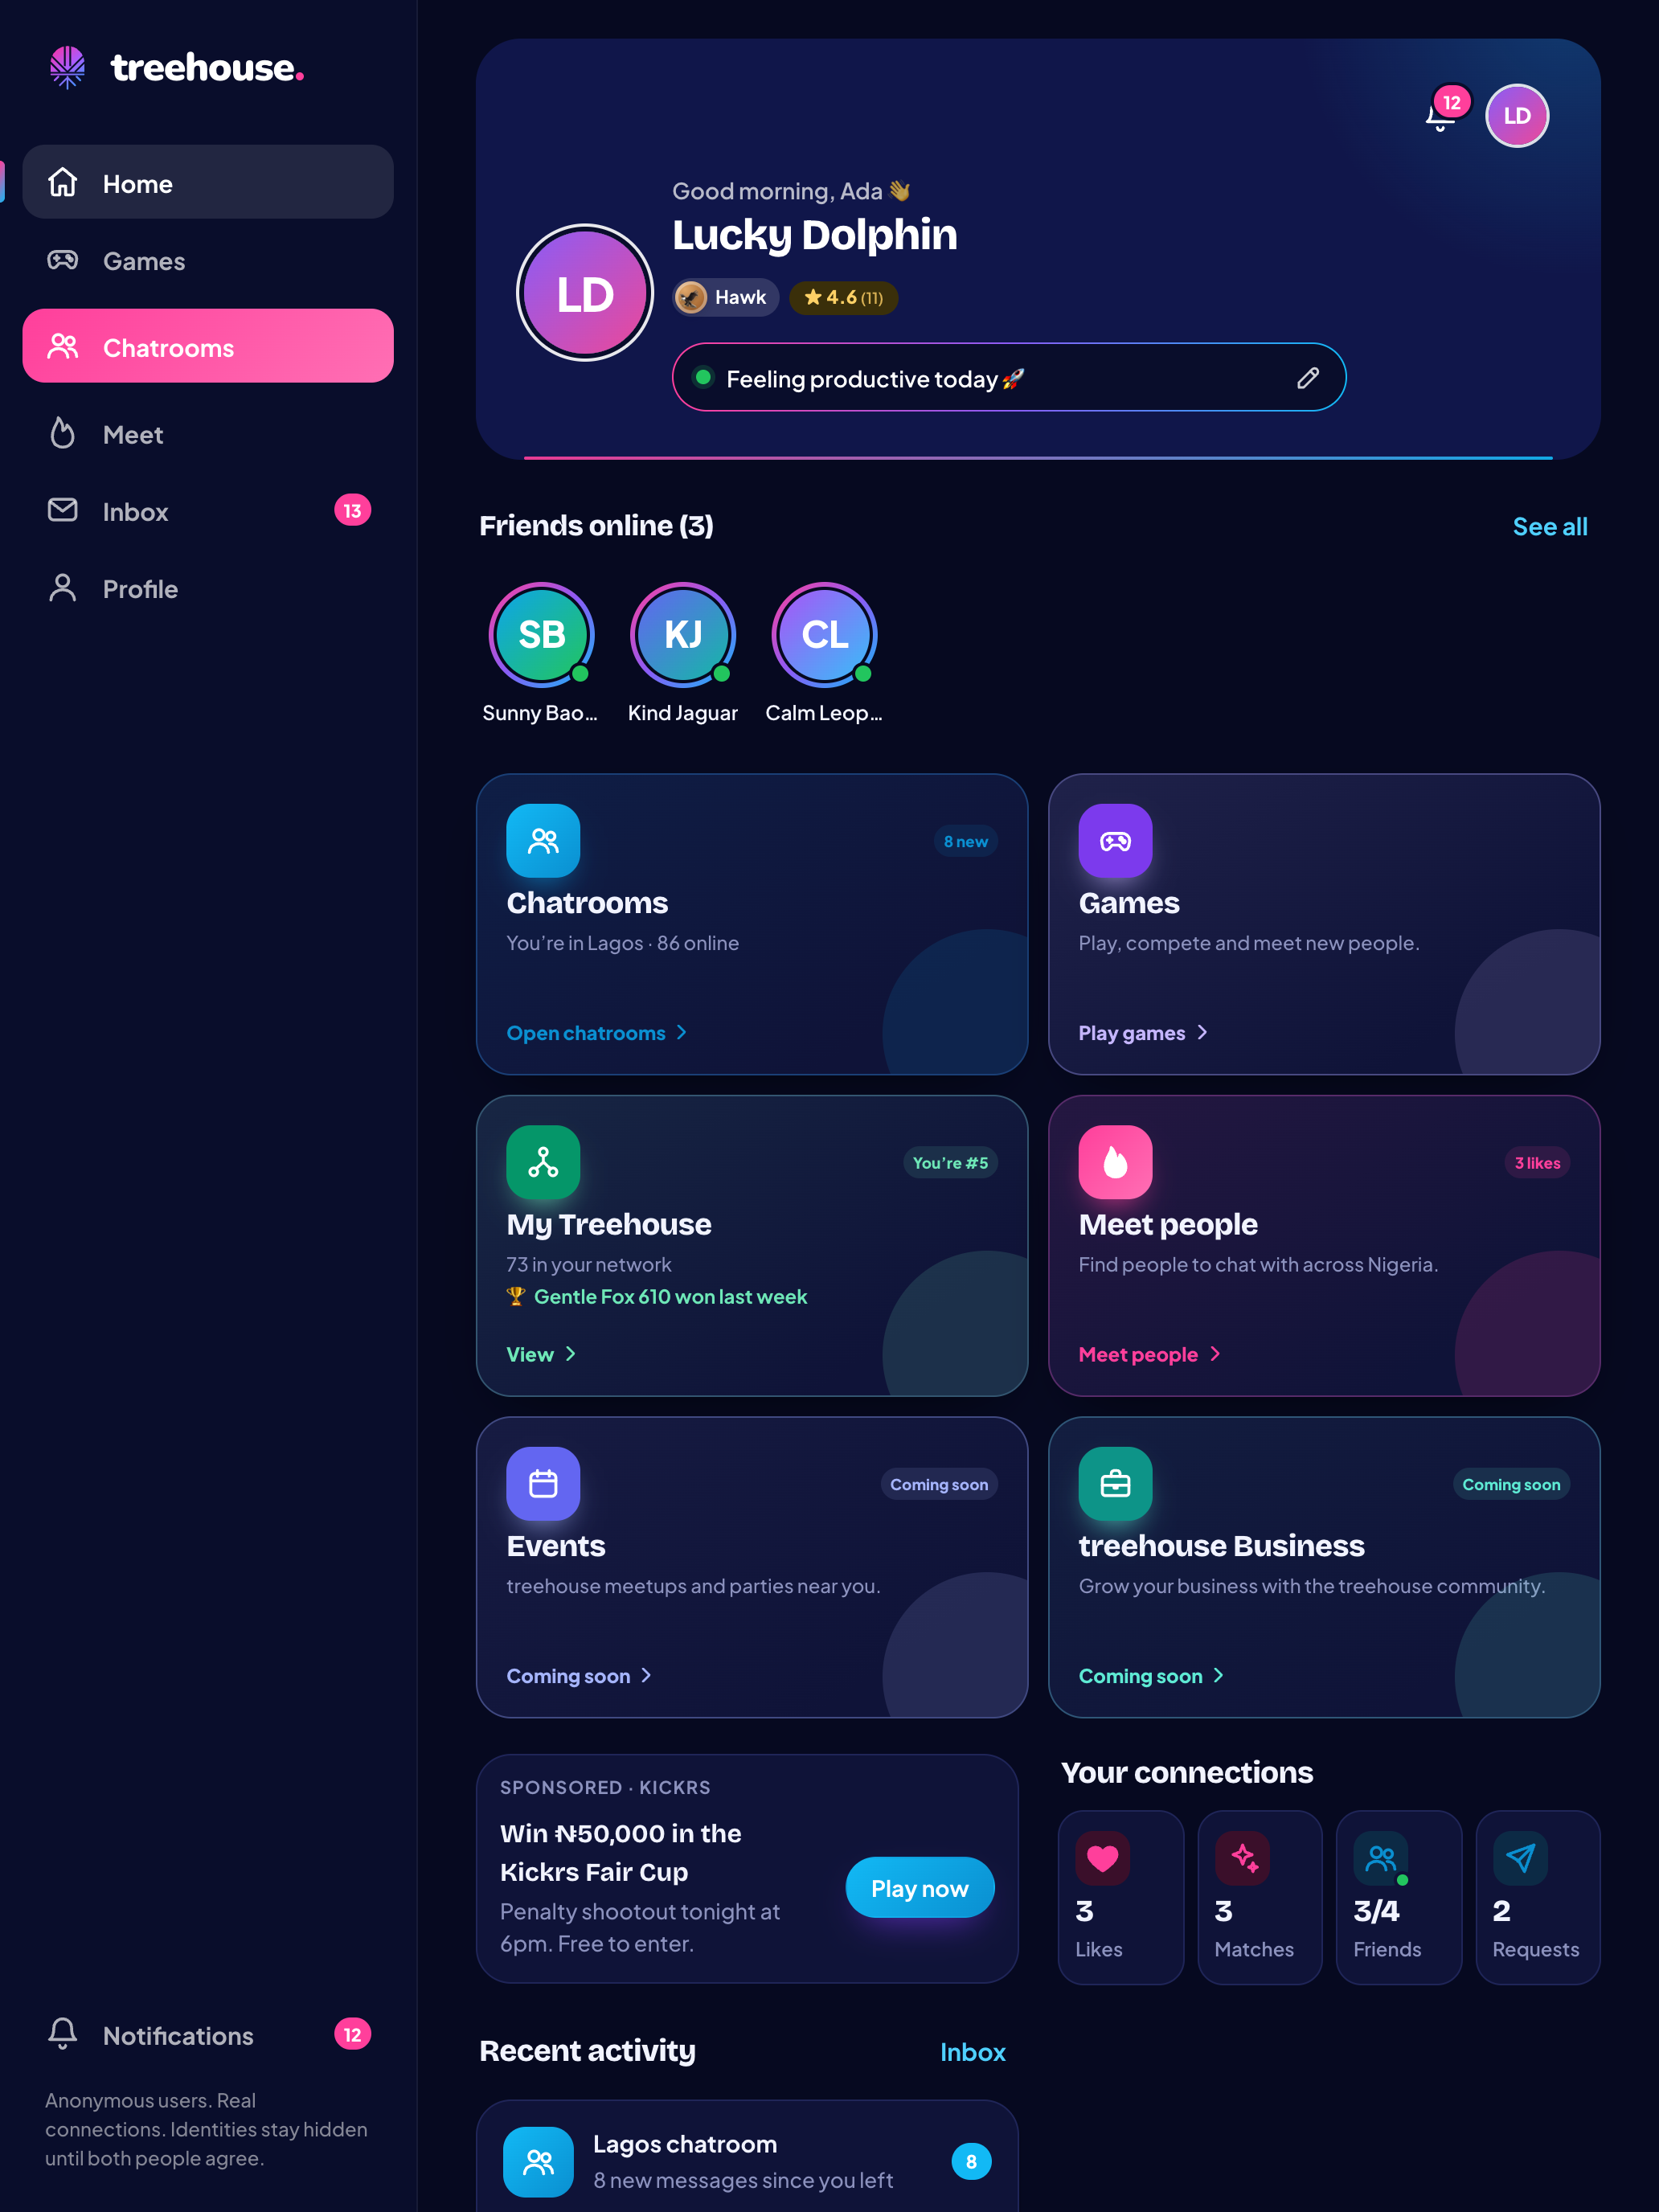 treehouse.
Home
Games
Chatrooms
Meet
Inbox
13
Profile
Notifications
12
Anonymous users. Real
connections. Identities stay hidden
until both people agree.
12
LD
Good morning, Ada 👋
Lucky Dolphin
LD
Hawk
★ 4.6 (11)
Feeling productive today 🚀
Friends online (3)
See all
SB
KJ
CL
Sunny Bao...
Kind Jaguar
Calm Leop...
8 new
Chatrooms
You’re in Lagos · 86 online
Open chatrooms
Games
Play, compete and meet new people.
Play games
You’re #5
My Treehouse
73 in your network
🏆 Gentle Fox 610 won last week
View
3 likes
Meet people
Find people to chat with across Nigeria.
Meet people
Coming soon
Events
treehouse meetups and parties near you.
Coming soon
Coming soon
treehouse Business
Grow your business with the treehouse community.
Coming soon
SPONSORED · KICKRS
Win ₦50,000 in the
Kickrs Fair Cup
Penalty shootout tonight at
6pm. Free to enter.
Play now
Your connections
3
Likes
3
Matches
3/4
Friends
2
Requests
Recent activity
Inbox
Lagos chatroom
8 new messages since you left
8